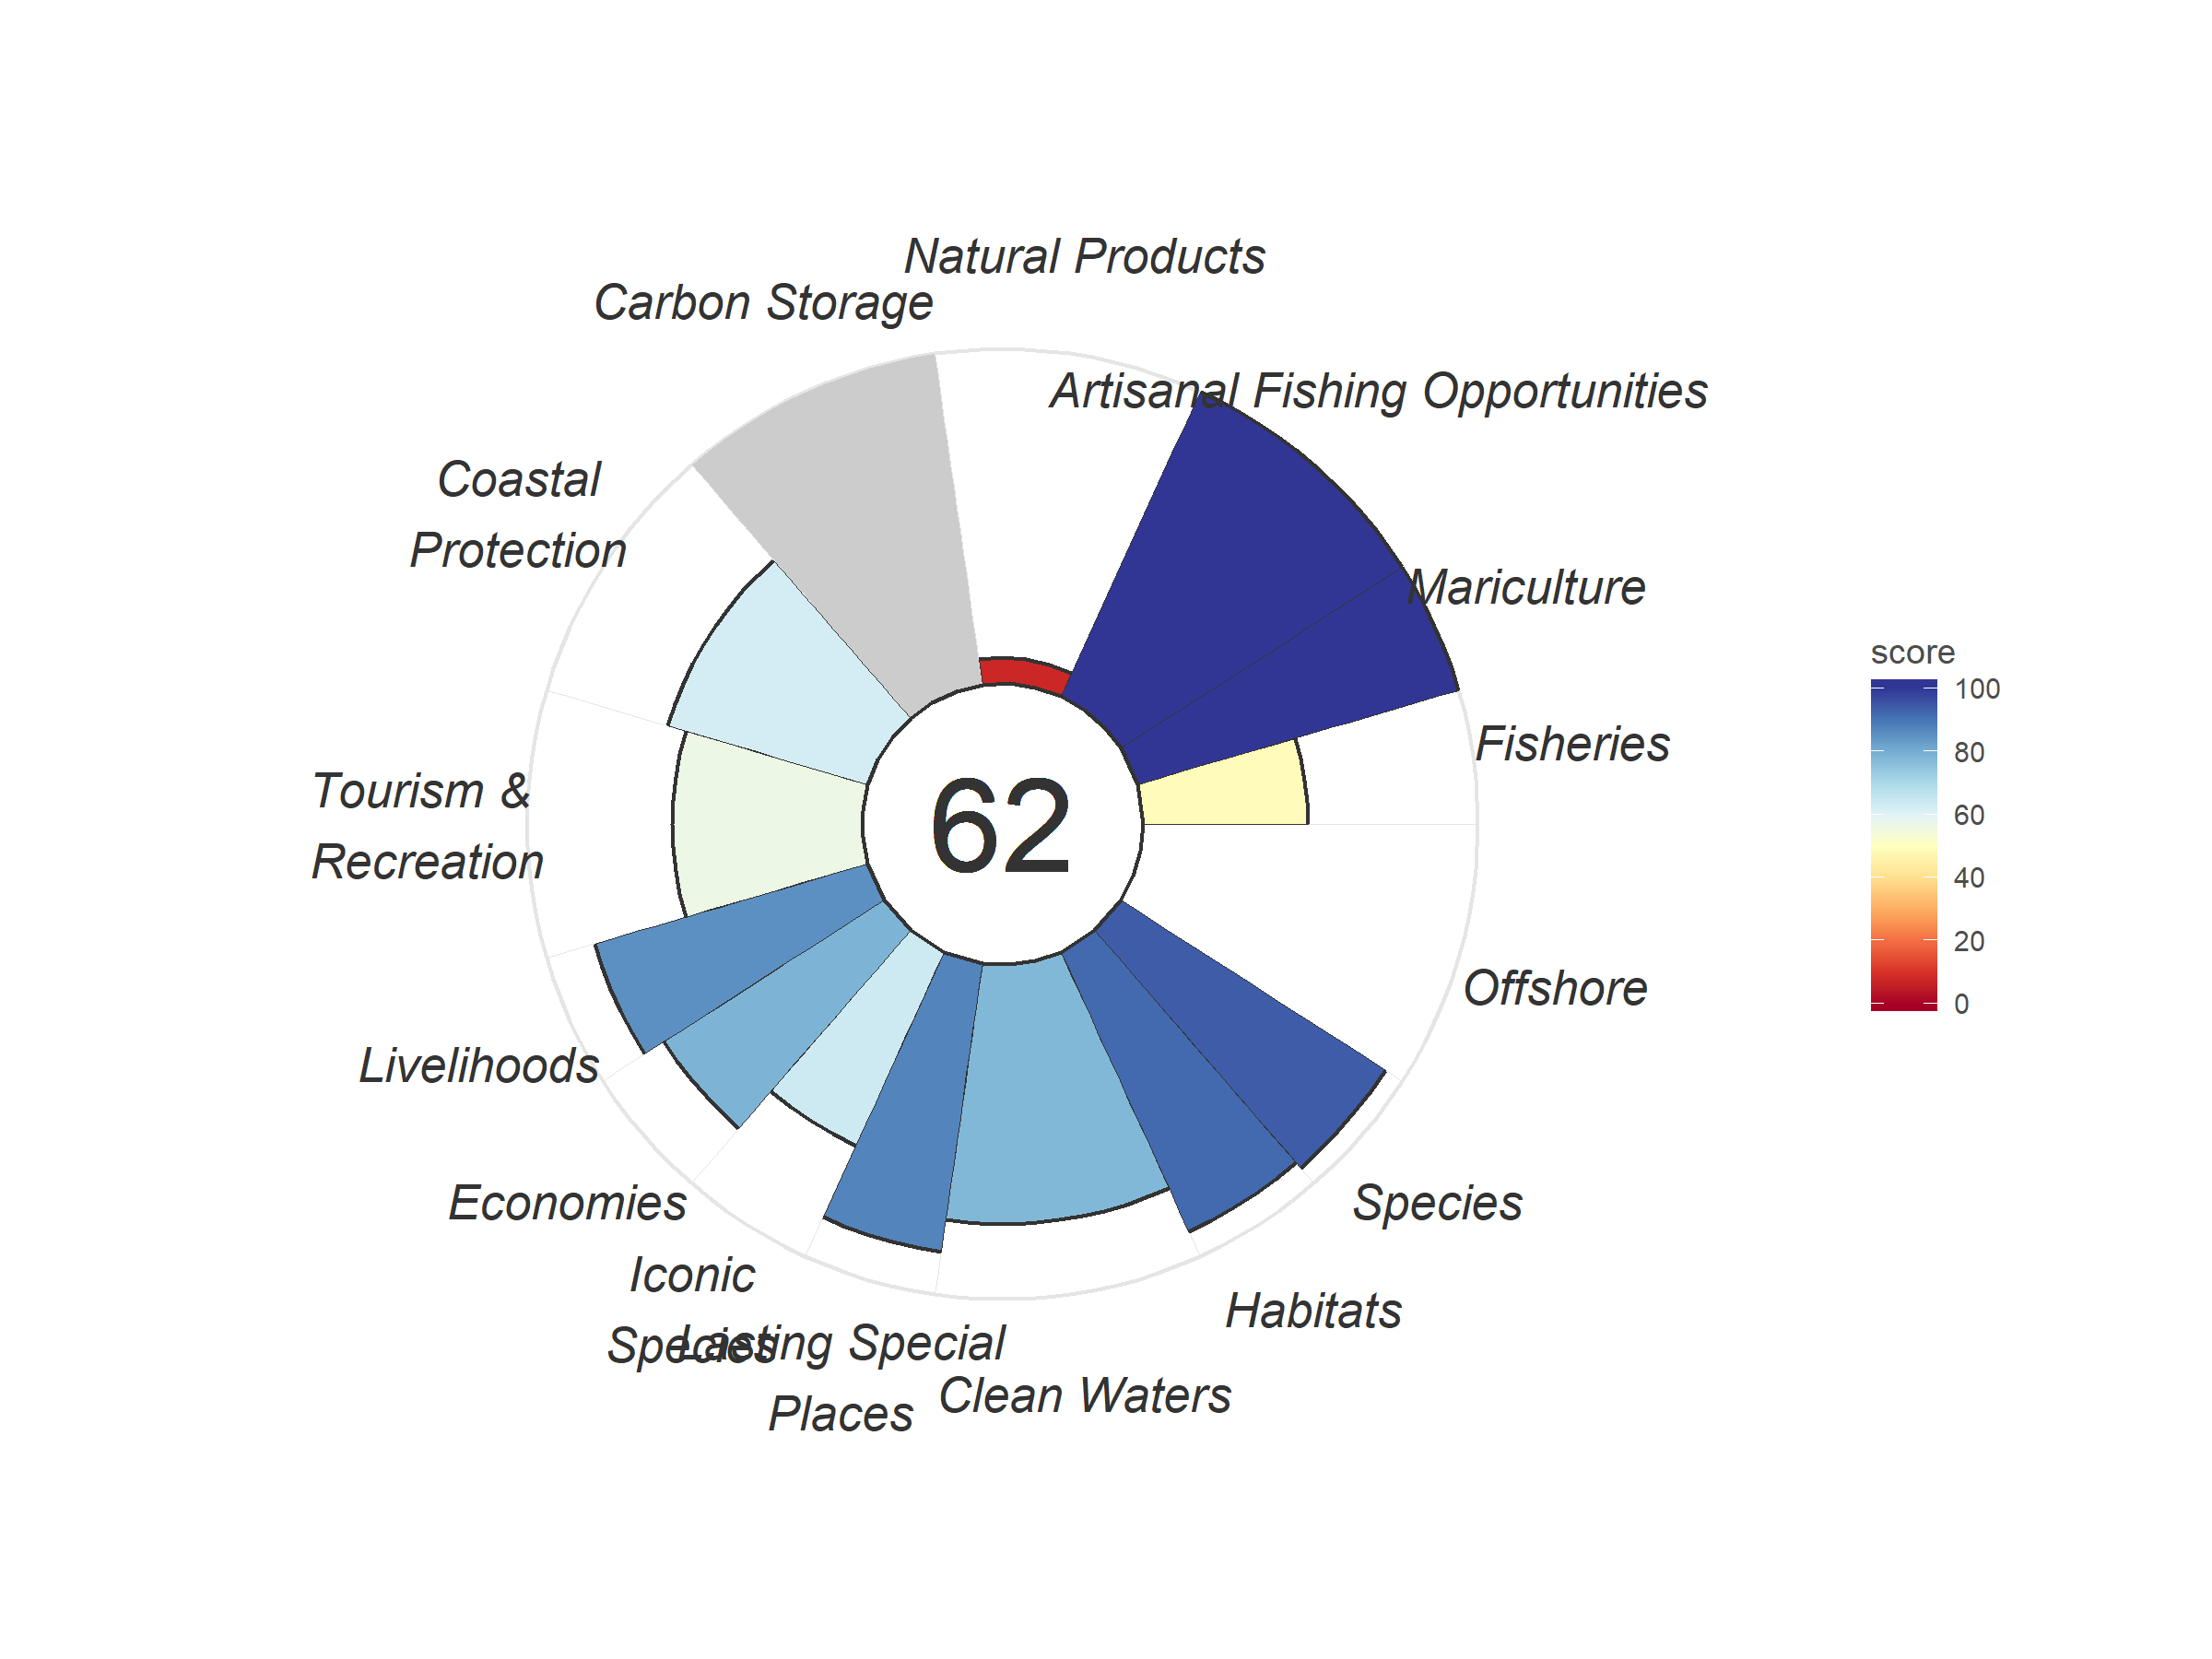 Natural Products
Carbon Storage
Artisanal Fishing Opportunities
Coastal
Protection
Mariculture
score
100
80
60
40
20
0
Fisheries
Tourism &
Recreation
62
Offshore
Livelihoods
Economies
Species
Iconic
Species
Habitats
Lasting Special
Places
Clean Waters